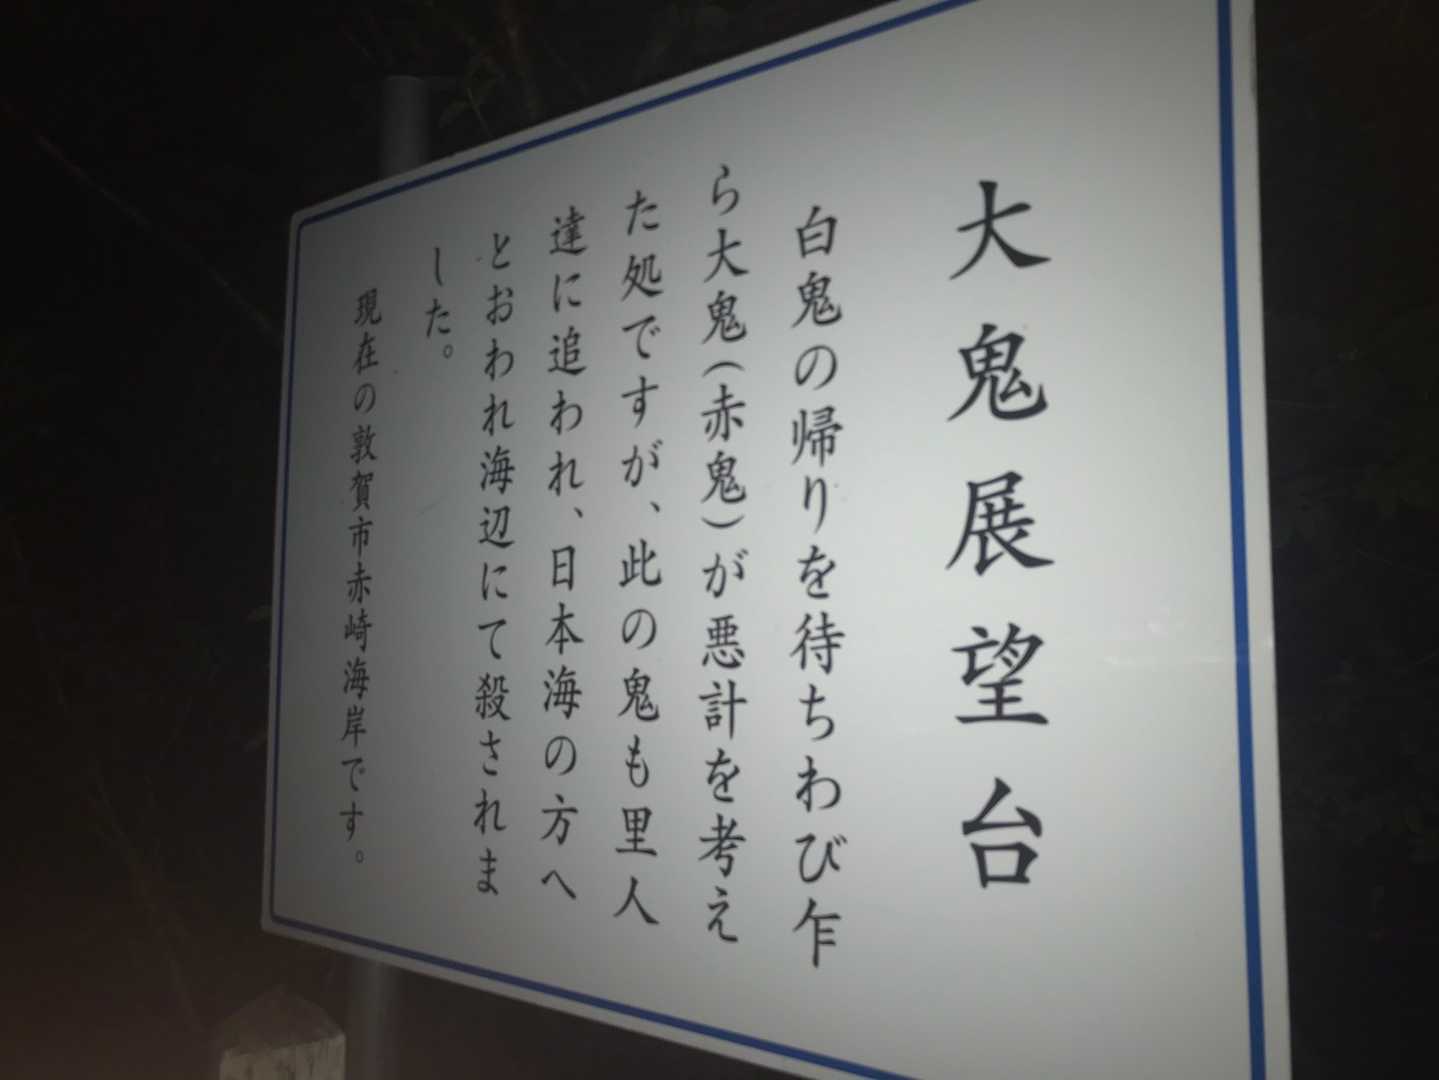 大鬼展望台
白鬼の帰りを待ちわび乍
ら大鬼(赤鬼)が悪計を考え
た処ですが、此の鬼も里人
達に追われ、日本海の方へ
とおわれ海辺にて殺されま
した。
現在の敦賀市赤崎海岸です。